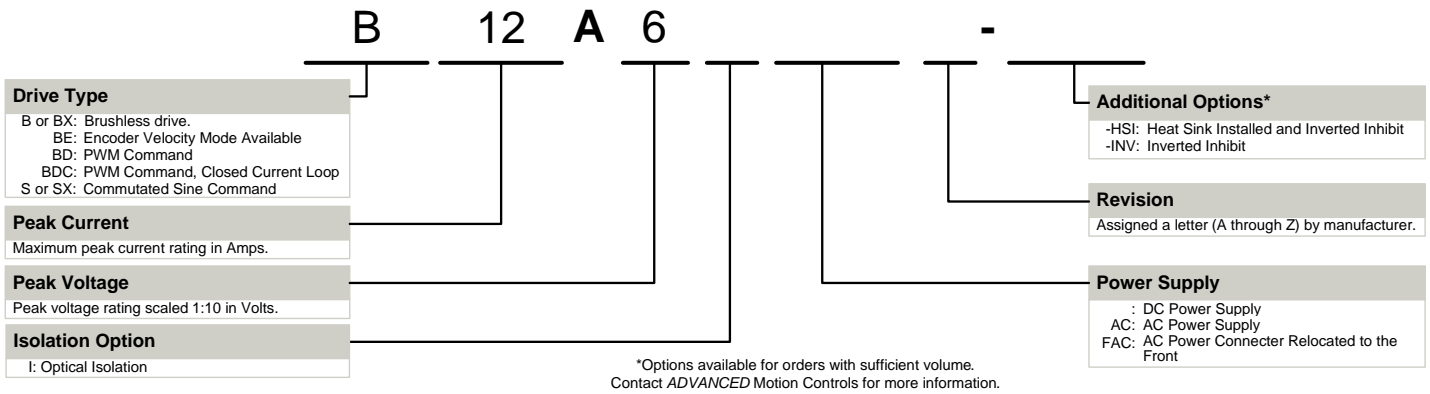 B 12 A 6 -
Drive Type
B or BX: Brushless drive.
BE: Encoder Velocity Mode Available
BD: PWM Command
BDC: PWM Command, Closed Current Loop
S or SX: Commutated Sine Command
Peak Current
Maximum peak current rating in Amps.
Peak Voltage
Peak voltage rating scaled 1:10 in Volts.
Isolation Option
I: Optical Isolation
Additional Options*
-HSI: Heat Sink Installed and Inverted Inhibit
-INV: Inverted Inhibit
Revision
Assigned a letter (A through Z) by manufacturer.
Power Supply
: DC Power Supply
AC: AC Power Supply
FAC: AC Power Connecter Relocated to the
Front
*Options available for orders with sufficient volume.
Contact ADVANCED Motion Controls for more information.